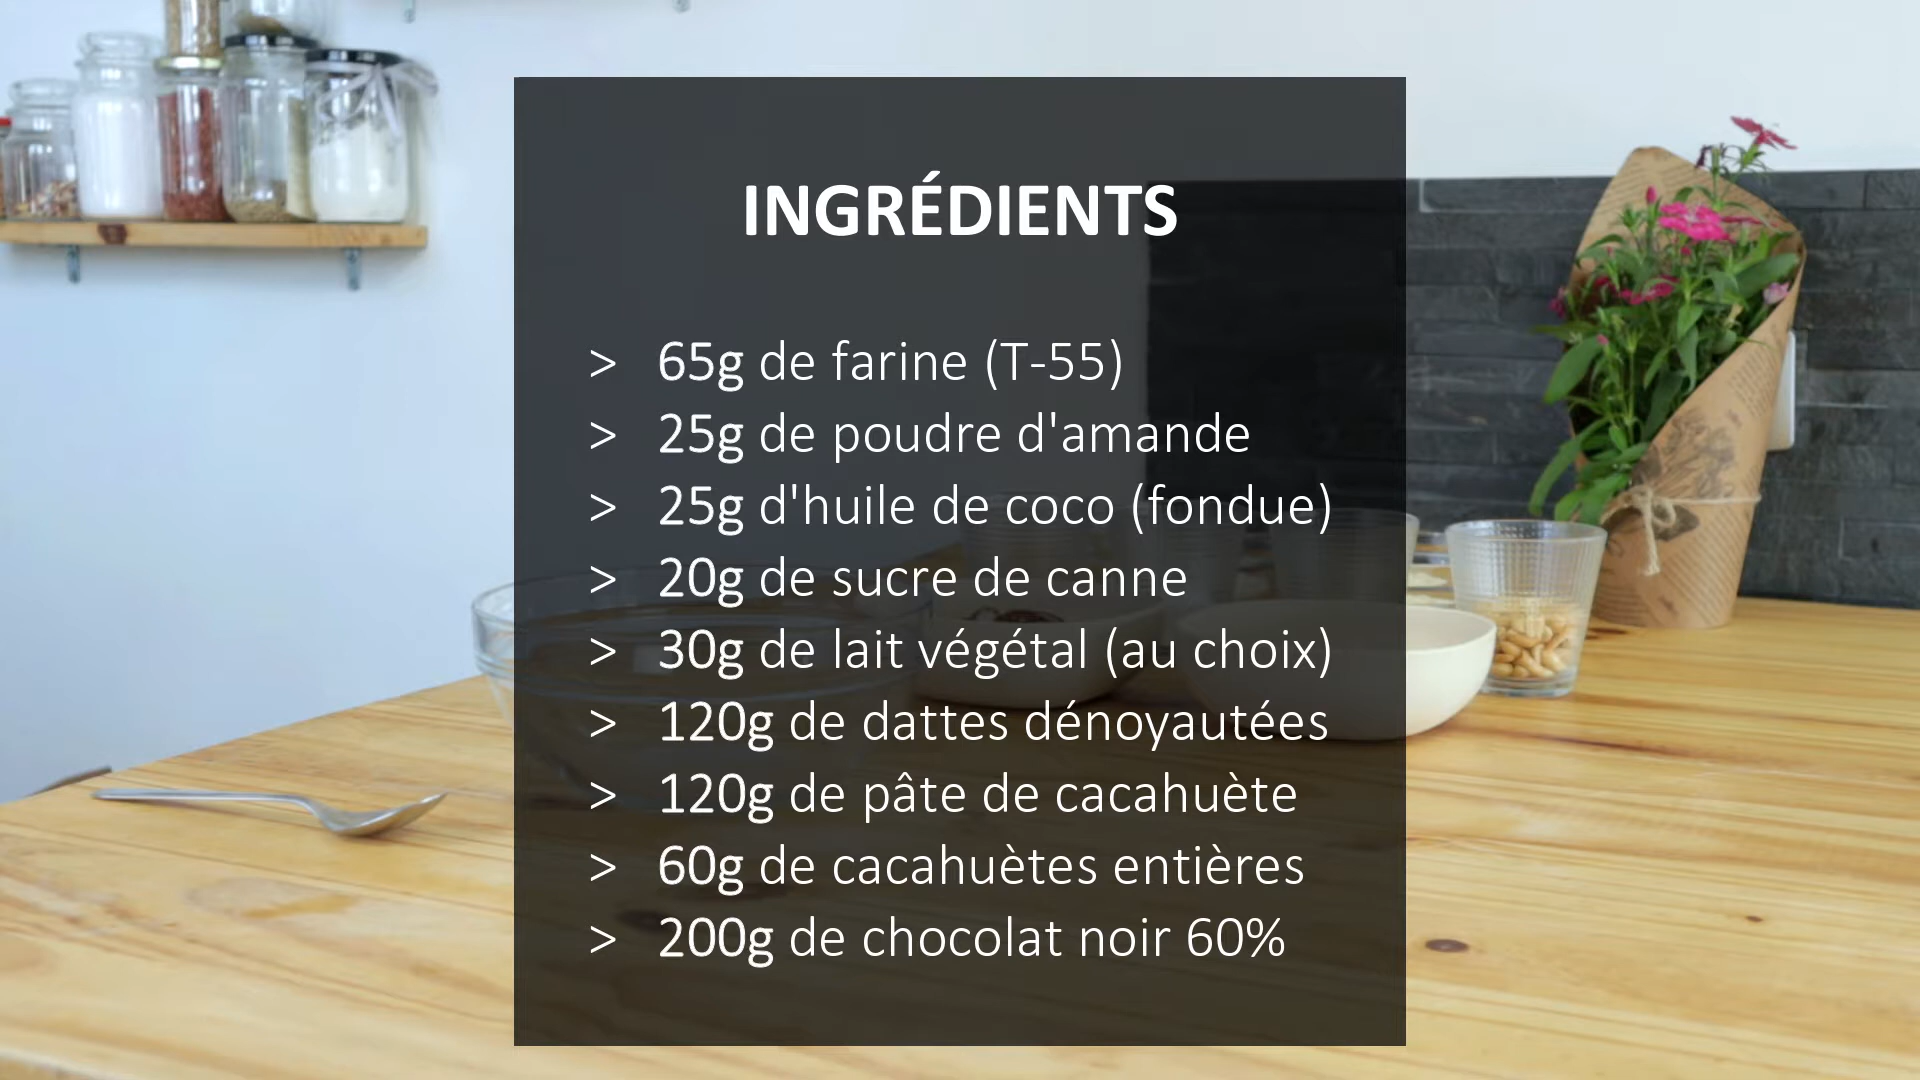 INGRÉDIENTS
> 65g de farine (T-55)
> 25g de poudre d'amande
> 25g d'huile de coco (fondue)
> 20g de sucre de canne
> 30g de lait végétal (au choix)
> 120g de dattes dénoyautées
> 120g de pâte de cacahuète
> 60g de cacahuètes entières
> 200g de chocolat noir 60%